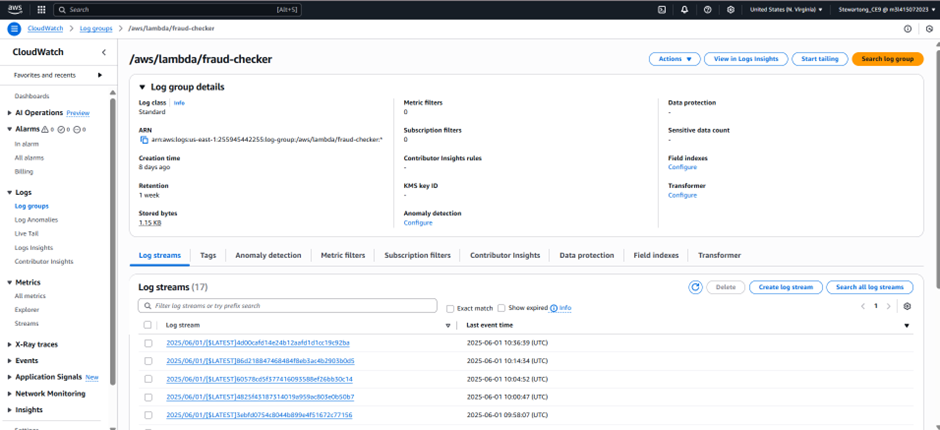 aws
Search [Alt+S] United States (N. Virginia) Stewartong_CE9 @ m3l415072023
CloudWatch Log groups /aws/lambda/fraud-checker
CloudWatch
Favorites and recents
Dashboards
AI Operations Preview
Alarms 0 0 0
In alarm
All alarms
Billing
Logs
Log groups
Log Anomalies
Live Tail
Logs Insights
Contributor Insights
Metrics
All metrics
Explorer
Streams
X-Ray traces
Events
Application Signals New
Network Monitoring
Insights
/aws/lambda/fraud-checker
Actions View in Logs Insights Start tailing Search log group
Log group details
Log class Info
Standard
ARN
arn:aws:logs:us-east-1:255945442255:log-group:/aws/lambda/fraud-checker:*
Creation time
8 days ago
Retention
1 week
Stored bytes
1.15 KB
Metric filters
0
Subscription filters
0
Contributor Insights rules
-
KMS key ID
-
Anomaly detection
Configure
Data protection
-
Sensitive data count
-
Field indexes
Configure
Transformer
Configure
Log streams Tags Anomaly detection Metric filters Subscription filters Contributor Insights Data protection Field indexes Transformer
Log streams (17)
Delete Create log stream Search all log streams
Filter log streams or try prefix search Exact match Show expired Info 1
Log stream Last event time
2025/06/01/[$LATEST]4d00cafd14e24b12aafd1d1cc19c92ba 2025-06-01 10:36:39 (UTC)
2025/06/01/[$LATEST]86d218847468484f8eb3ac4b2903b0d5 2025-06-01 10:14:34 (UTC)
2025/06/01/[$LATEST]60578cd5f377416093588ef26bb30c14 2025-06-01 10:04:52 (UTC)
2025/06/01/[$LATEST]4825f43187314019a959ac803e0b50b7 2025-06-01 10:00:47 (UTC)
2025/06/01/[$LATEST]3ebfd0754c8044b899e4f51672c77156 2025-06-01 09:58:07 (UTC)